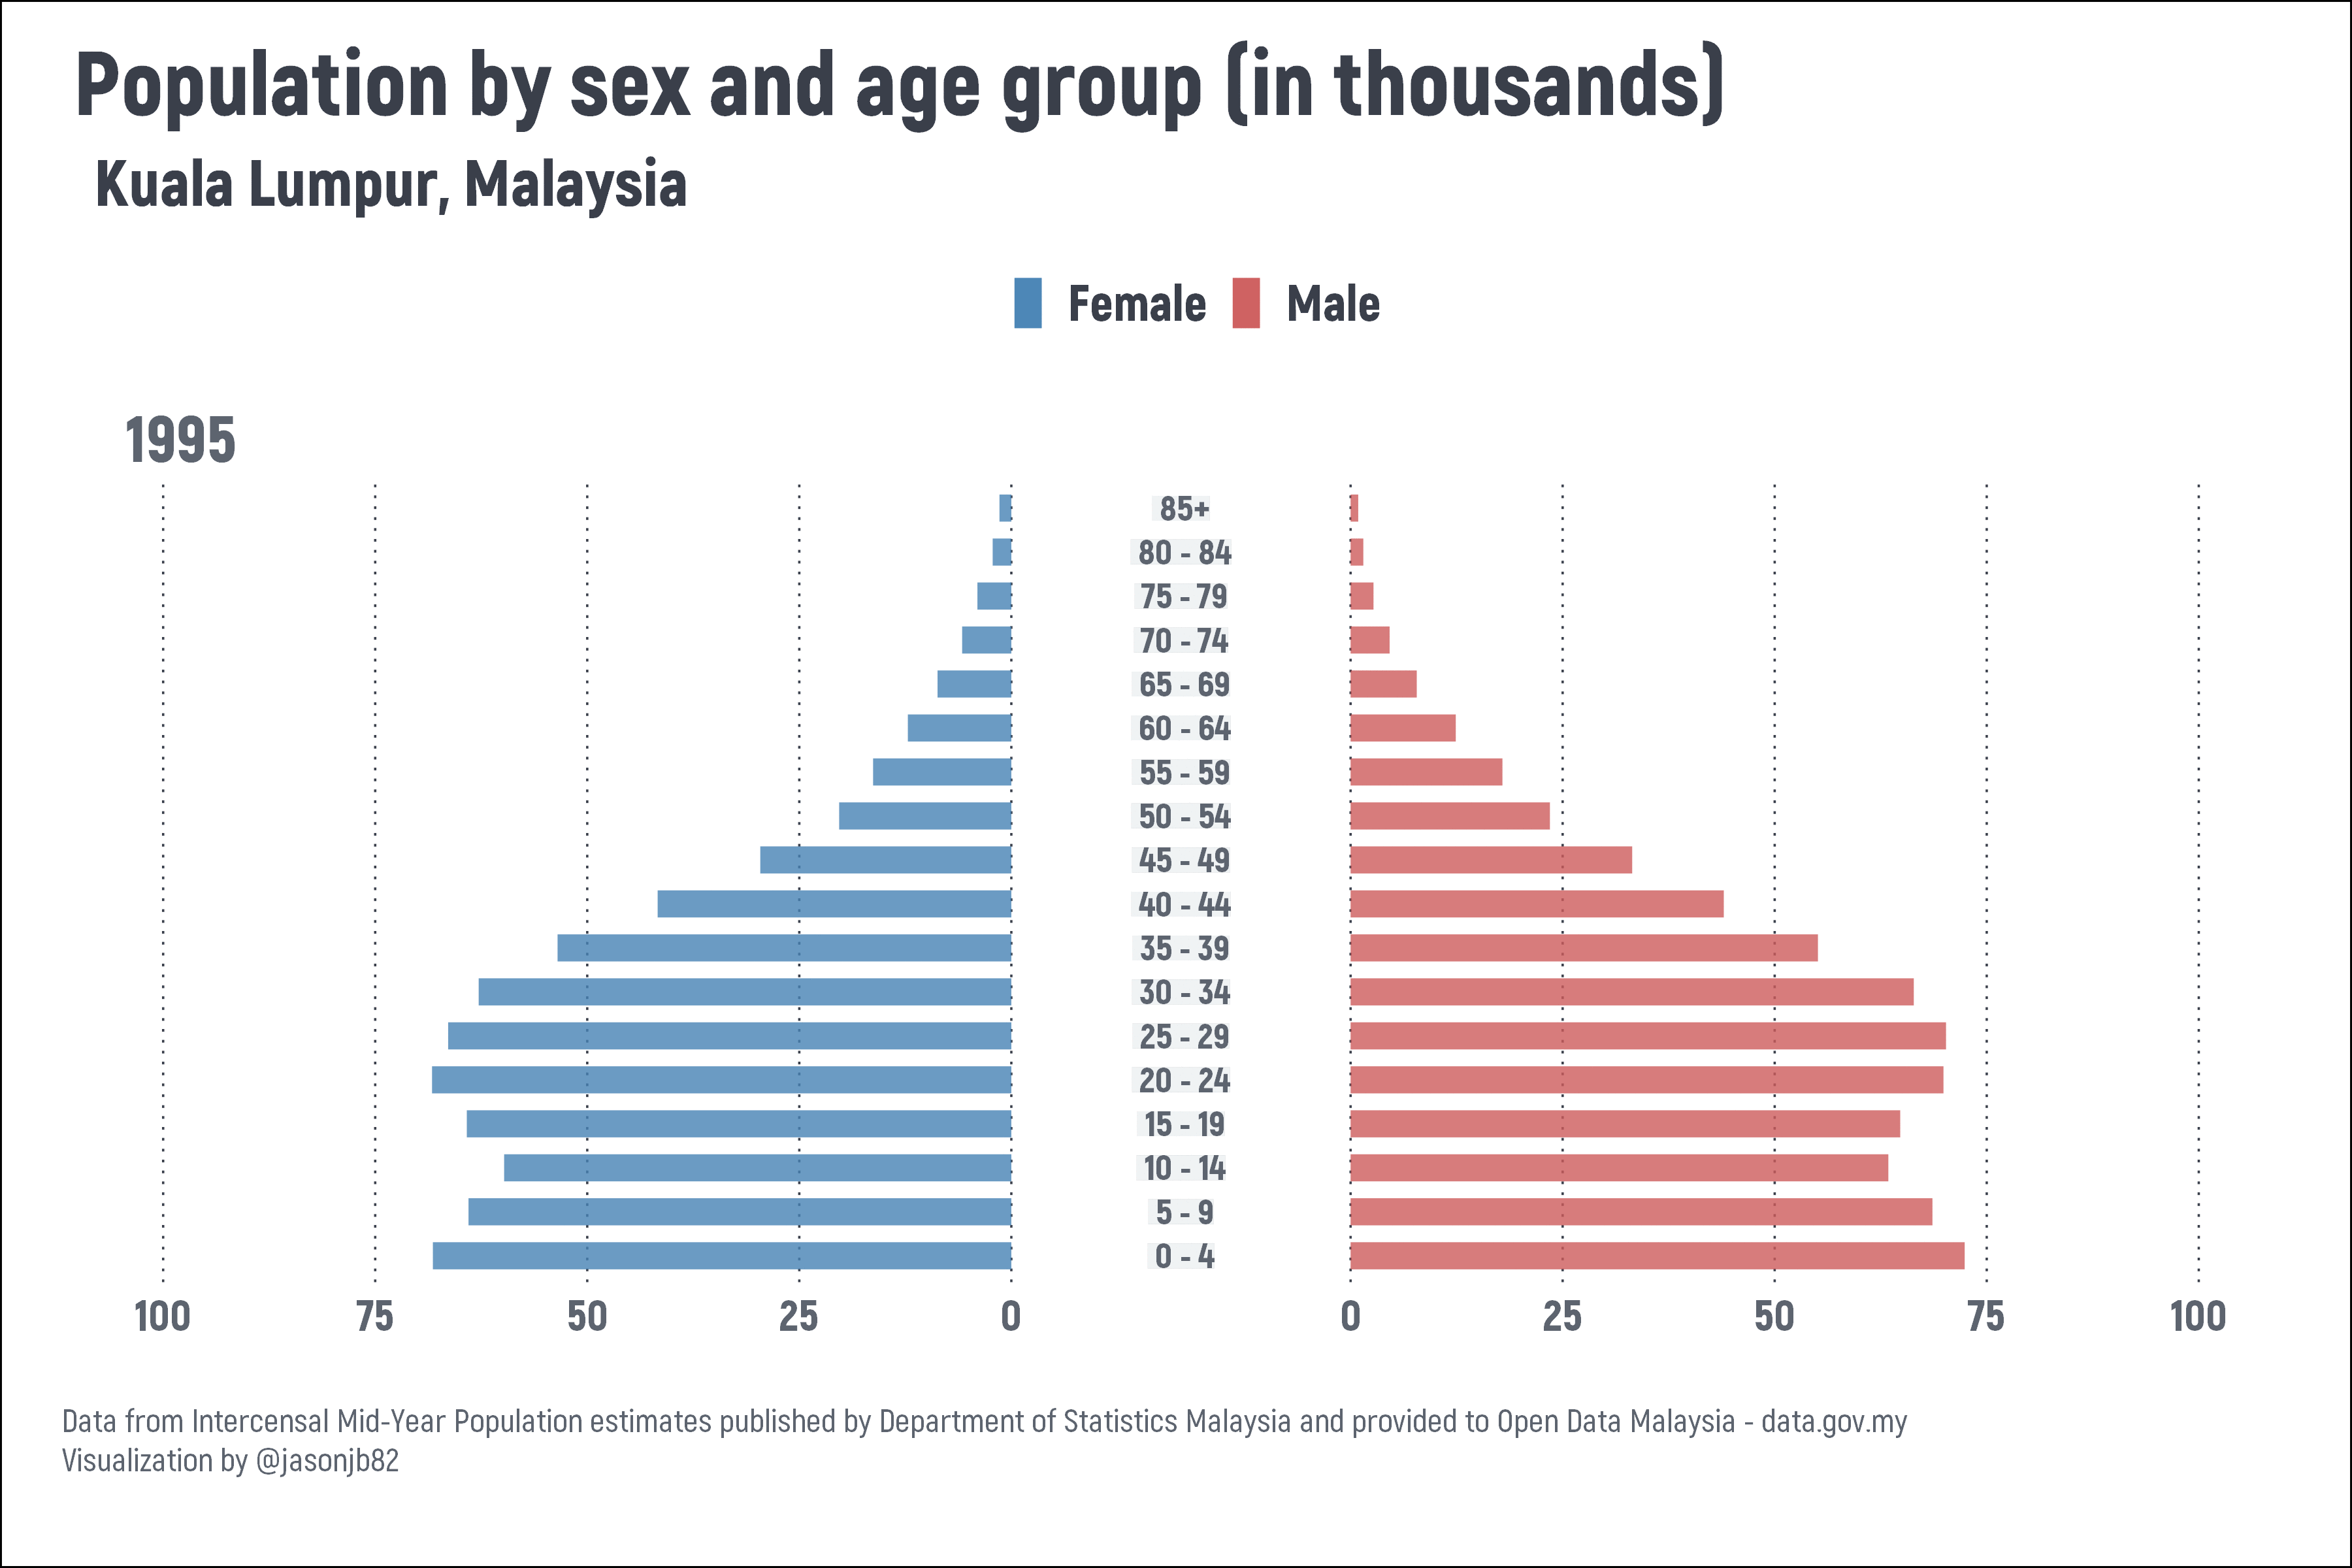 Population by sex and age group (in thousands)
Kuala Lumpur, Malaysia
Female Male
1995
85+
80 - 84
75 - 79
70 - 74
65 - 69
60 - 64
55 - 59
50 - 54
45 - 49
40 - 44
35 - 39
30 - 34
25 - 29
20 - 24
15 - 19
10 - 14
5 - 9
0 - 4
100 75 50 25 0 0 25 50 75 100
Data from Intercensal Mid-Year Population estimates published by Department of Statistics Malaysia and provided to Open Data Malaysia - data.gov.my
Visualization by @jasonjb82